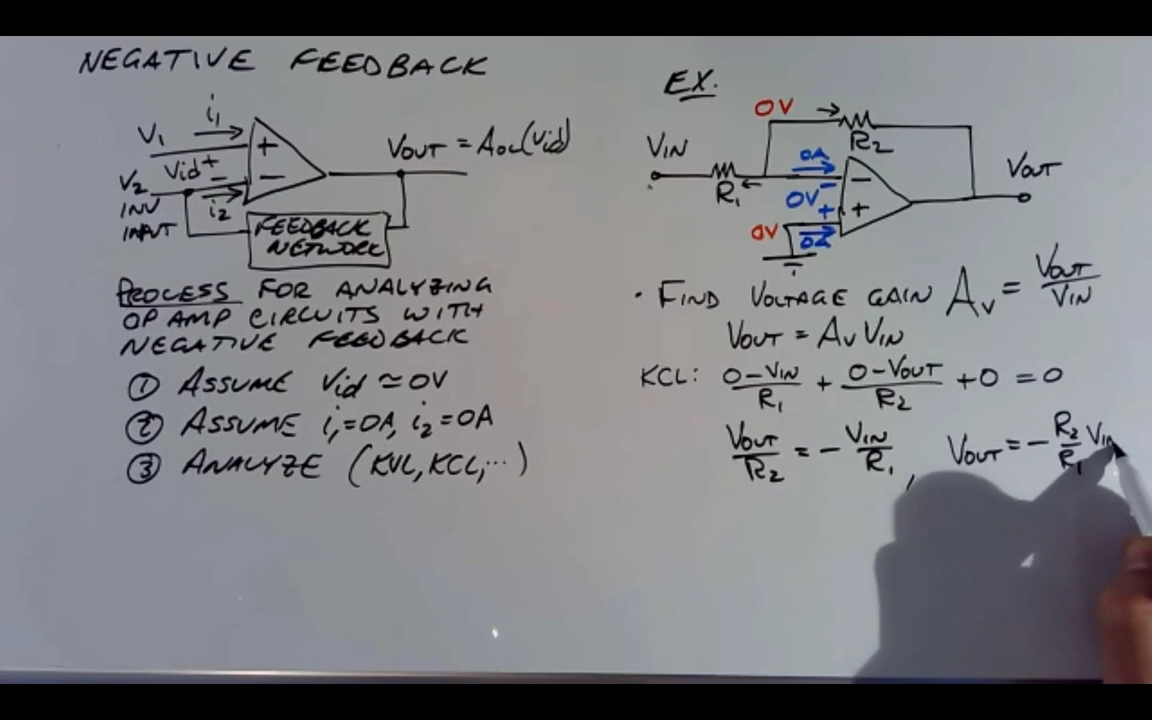 NEGATIVE FEEDBACK
i1
V1
+
VOUT = AOL(Vid)
Vid +
−
−
V2
i2
INV
INPUT
FEEDBACK
NETWORK
PROCESS FOR ANALYZING
OP AMP CIRCUITS WITH
NEGATIVE FEEDBACK
① ASSUME Vid ≃ 0V
② ASSUME i1=0A, i2=0A
③ ANALYZE (KVL, KCL, ...)
EX.
0V
R2
VIN
0A
VOUT
R1
−
−
0V
+
+
0V
0A
• FIND VOLTAGE GAIN AV = VOUT/VIN
VOUT = AV VIN
KCL: (0−VIN)/R1 + (0−VOUT)/R2 + 0 = 0
VOUT/R2 = − VIN/R1 , VOUT = − R2/R1 VIN